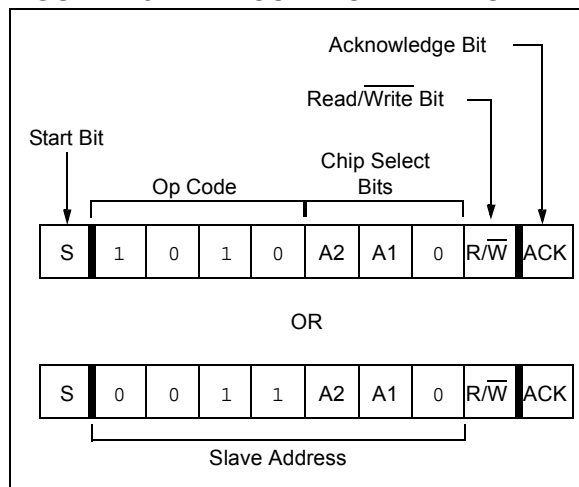 Acknowledge Bit
Read/Write Bit
Start Bit
Chip Select
Op Code Bits
S 1 0 1 0 A2 A1 0 R/W ACK
OR
S 0 0 1 1 A2 A1 0 R/W ACK
Slave Address